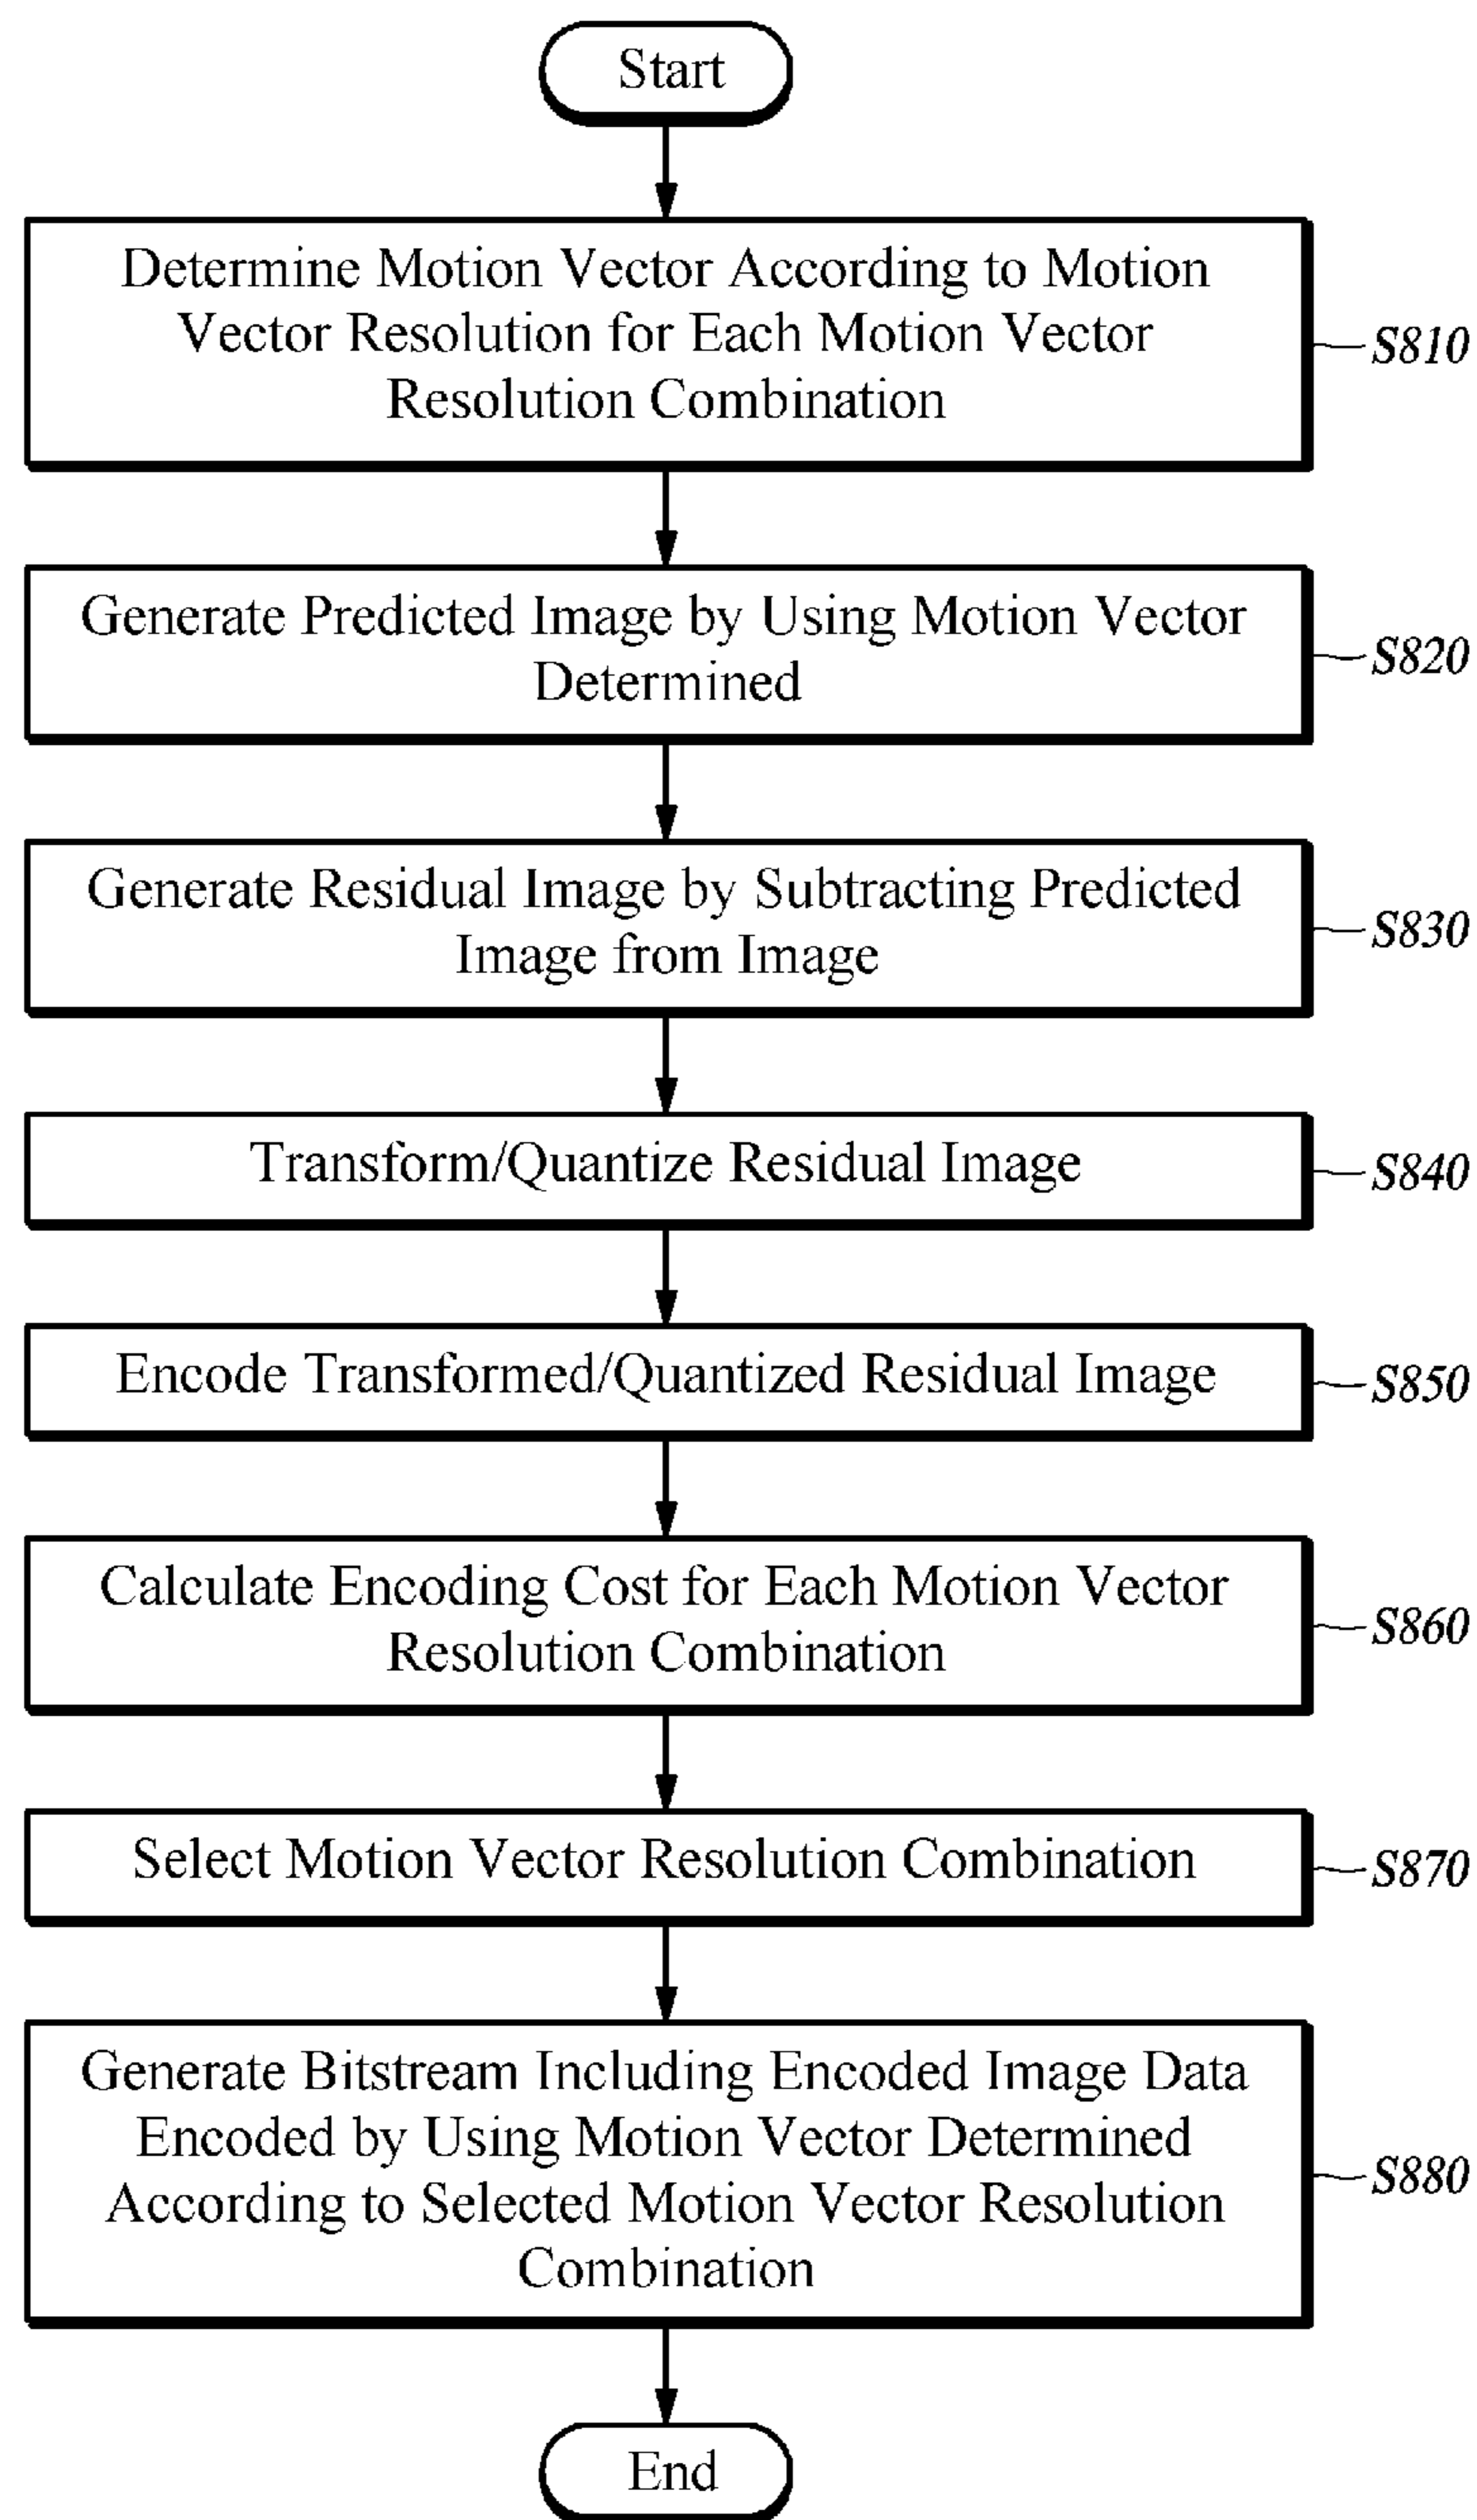 Start
Determine Motion Vector According to Motion
Vector Resolution for Each Motion Vector
Resolution Combination
S810
Generate Predicted Image by Using Motion Vector
Determined
S820
Generate Residual Image by Subtracting Predicted
Image from Image
S830
Transform/Quantize Residual Image
S840
Encode Transformed/Quantized Residual Image
S850
Calculate Encoding Cost for Each Motion Vector
Resolution Combination
S860
Select Motion Vector Resolution Combination
S870
Generate Bitstream Including Encoded Image Data
Encoded by Using Motion Vector Determined
According to Selected Motion Vector Resolution
Combination
S880
End